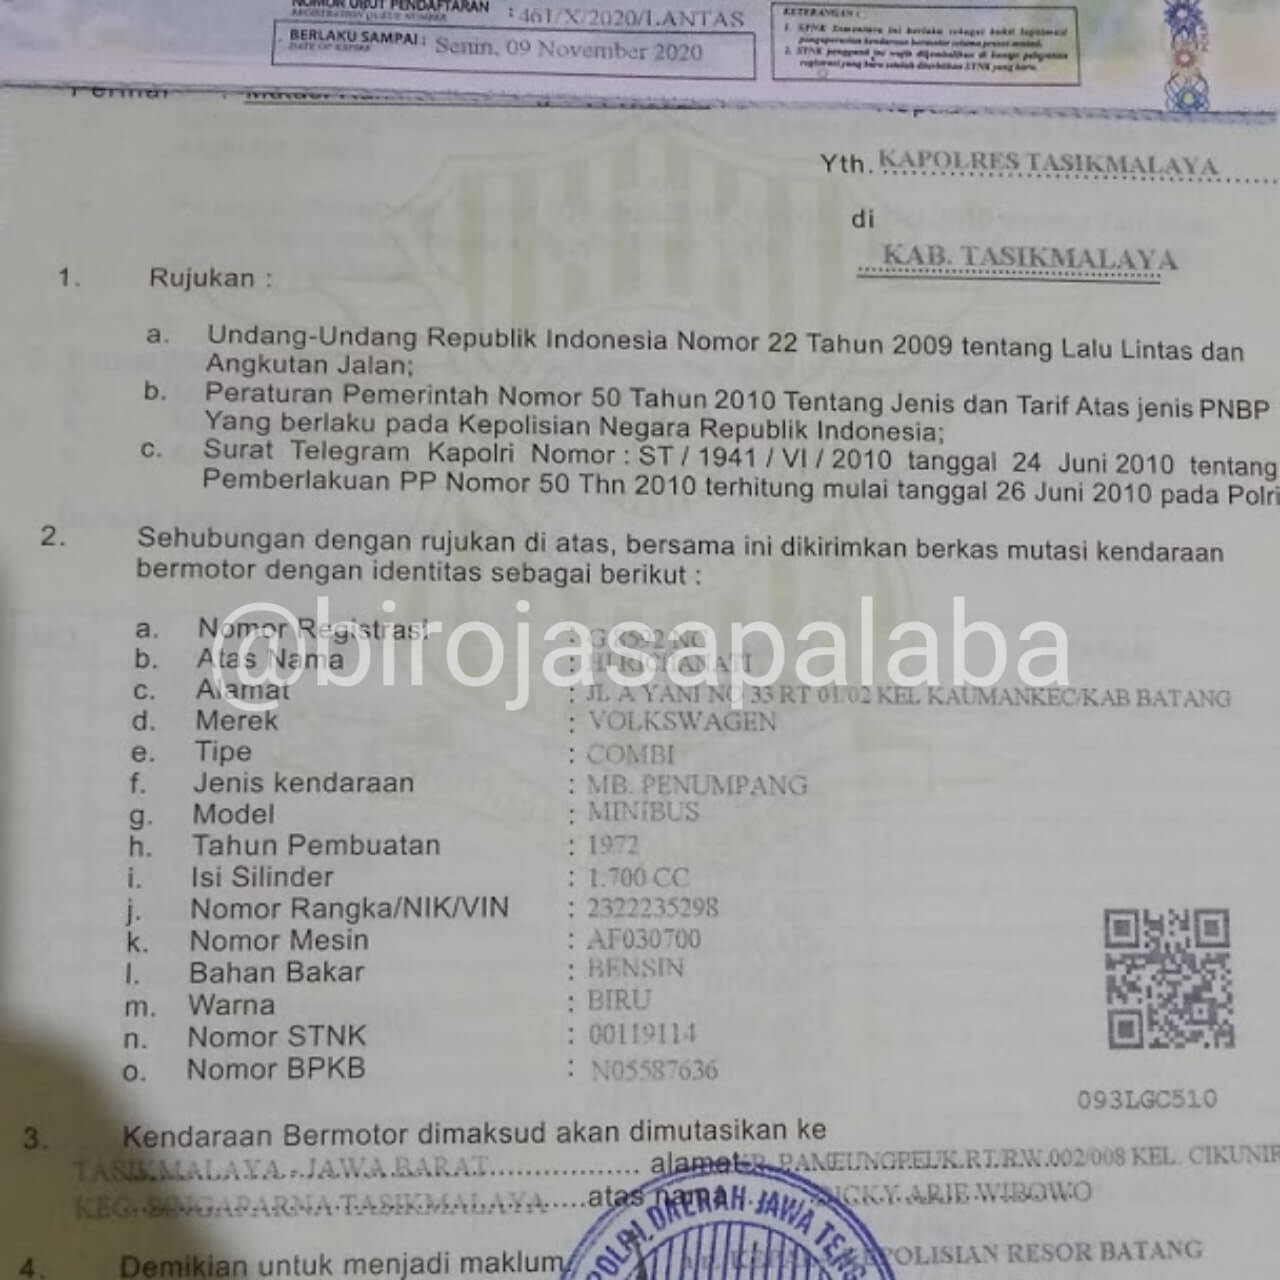 NOMOR URUT PENDAFTARAN : 461/X/2020/LANTAS
REGISTRATION QUEUE NUMBER
BERLAKU SAMPAI : Senin, 09 November 2020
DATE OF EXPIRE
KETERANGAN :
1. STNK Sementara ini berlaku sebagai bukti legitimasi
pengoperasian kendaraan bermotor selama proses mutasi.
2. STNK pengganti ini wajib dikembalikan di fungsi pelayanan
registrasi yang baru setelah diterbitkan STNK yang baru.
Yth. KAPOLRES TASIKMALAYA
di
KAB. TASIKMALAYA
1. Rujukan :
a. Undang-Undang Republik Indonesia Nomor 22 Tahun 2009 tentang Lalu Lintas dan
Angkutan Jalan;
b. Peraturan Pemerintah Nomor 50 Tahun 2010 Tentang Jenis dan Tarif Atas jenis PNBP
Yang berlaku pada Kepolisian Negara Republik Indonesia;
c. Surat Telegram Kapolri Nomor : ST / 1941 / VI / 2010 tanggal 24 Juni 2010 tentang
Pemberlakuan PP Nomor 50 Thn 2010 terhitung mulai tanggal 26 Juni 2010 pada Polri
2. Sehubungan dengan rujukan di atas, bersama ini dikirimkan berkas mutasi kendaraan
bermotor dengan identitas sebagai berikut :
@birojasapalaba
a. Nomor Registrasi :
b. Atas Nama :
c. Alamat : JL A YANI NO 33 RT 01/02 KEL KAUMANKEC/KAB BATANG
d. Merek : VOLKSWAGEN
e. Tipe : COMBI
f. Jenis kendaraan : MB. PENUMPANG
g. Model : MINIBUS
h. Tahun Pembuatan : 1972
i. Isi Silinder : 1.700 CC
j. Nomor Rangka/NIK/VIN : 2322235298
k. Nomor Mesin : AF030700
l. Bahan Bakar : BENSIN
m. Warna : BIRU
n. Nomor STNK : 00119114
o. Nomor BPKB : N05587636
093LGC510
3. Kendaraan Bermotor dimaksud akan dimutasikan ke
TASIKMALAYA - JAWA BARAT alamat PAMEUNGPEUK RT/RW.002/008 KEL. CIKUNIR
KEC. SINGAPARNA TASIKMALAYA atas nama ARIE WIBOWO
POLRI DAERAH JAWA TENG
4. Demikian untuk menjadi maklum. KEPOLISIAN RESOR BATANG